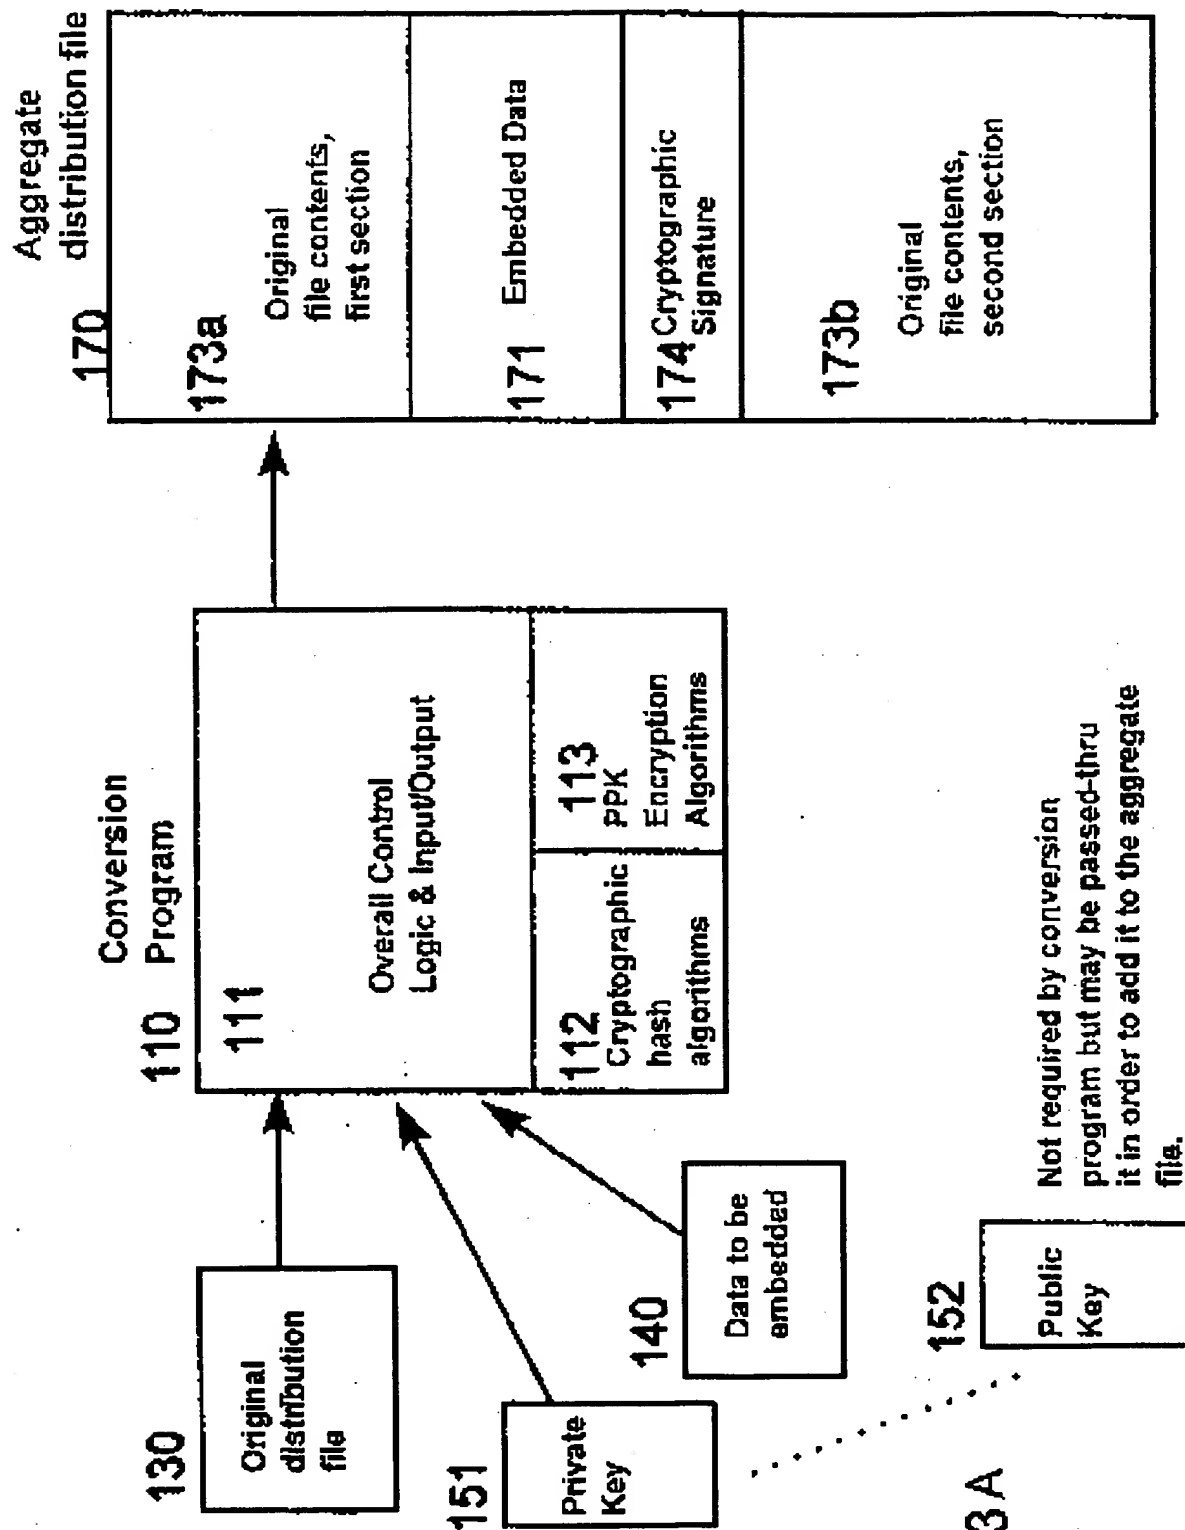 130
Original
distribution
file
151
Private
Key
140
Data to be
embedded
152
Public
Key
Not required by conversion
program but may be passed-thru
it in order to add it to the aggregate
file.
Conversion
110 Program
111
Overall Control
Logic & Input/Output
112
Cryptographic
hash
algorithms
113
PPK
Encryption
Algorithms
Aggregate
distribution file
170
173a
Original
file contents,
first section
171 Embedded Data
174 Cryptographic
Signature
173b
Original
file contents,
second section
3 A